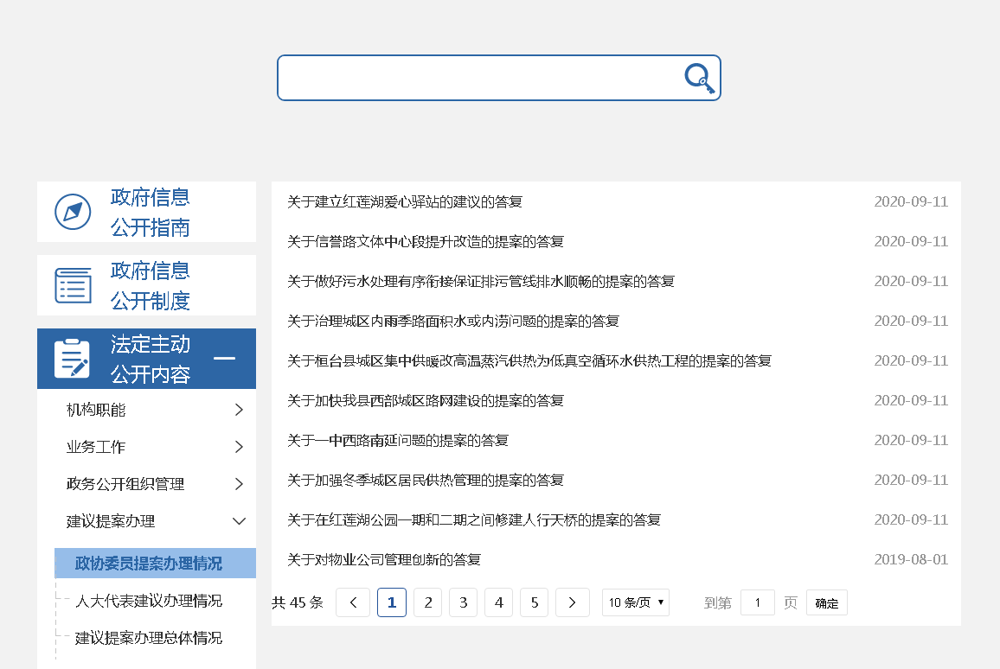 政府信息
公开指南
政府信息
公开制度
法定主动
公开内容
机构职能
业务工作
政务公开组织管理
建议提案办理
政协委员提案办理情况
人大代表建议办理情况
建议提案办理总体情况
关于建立红莲湖爱心驿站的建议的答复 2020-09-11
关于信誉路文体中心段提升改造的提案的答复 2020-09-11
关于做好污水处理有序衔接保证排污管线排水顺畅的提案的答复 2020-09-11
关于治理城区内雨季路面积水或内涝问题的提案的答复 2020-09-11
关于桓台县城区集中供暖改高温蒸汽供热为低真空循环水供热工程的提案的答复 2020-09-11
关于加快我县西部城区路网建设的提案的答复 2020-09-11
关于一中西路南延问题的提案的答复 2020-09-11
关于加强冬季城区居民供热管理的提案的答复 2020-09-11
关于在红莲湖公园一期和二期之间修建人行天桥的提案的答复 2020-09-11
关于对物业公司管理创新的答复 2019-08-01
共 45 条 1 2 3 4 5 10 条/页 到第 1 页 确定